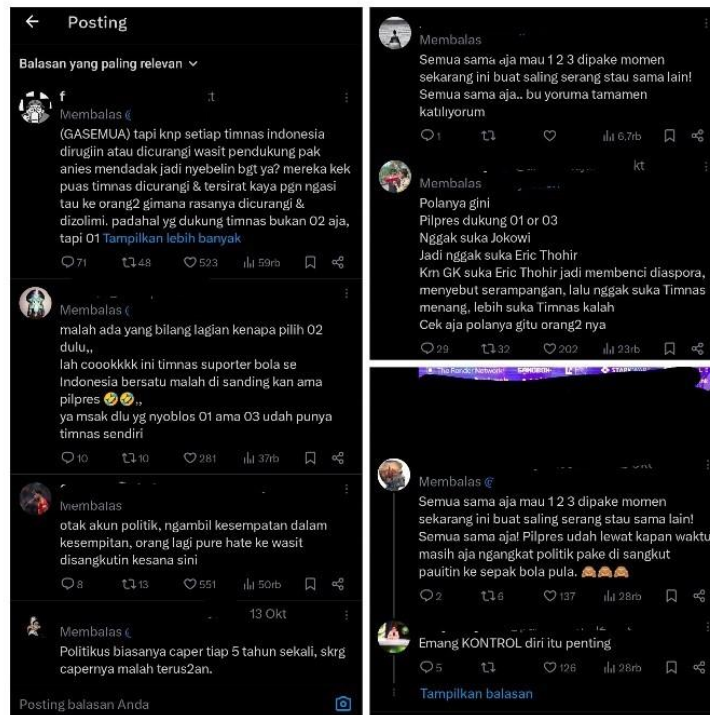 Posting
Balasan yang paling relevan
f
.t
Membalas
(GASEMUA) tapi knp setiap timnas indonesia
dirugiin atau dicurangi wasit pendukung pak
anies mendadak jadi nyebelin bgt ya? mereka kek
puas timnas dicurangi & tersirat kaya pgn ngasi
tau ke orang2 gimana rasanya dicurangi &
dizolimi. padahal yg dukung timnas bukan 02 aja,
tapi 01 Tampilkan lebih banyak
71 48 523 59rb
Membalas
malah ada yang bilang lagian kenapa pilih 02
dulu,,
lah coookkkk ini timnas suporter bola se
Indonesia bersatu malah di sanding kan ama
pilpres 🤣🤣,,
ya msak dlu yg nyoblos 01 ama 03 udah punya
timnas sendiri
10 10 281 37rb
Membalas
otak akun politik, ngambil kesempatan dalam
kesempitan, orang lagi pure hate ke wasit
disangkutin kesana sini
8 13 551 50rb
13 Okt
Membalas
Politikus biasanya caper tiap 5 tahun sekali, skrg
capernya malah terus2an.
Posting balasan Anda
Membalas
Semua sama aja mau 1 2 3 dipake momen
sekarang ini buat saling serang stau sama lain!
Semua sama aja.. bu yoruma tamamen
katılıyorum
1 6,7rb
kt
Membalas
Polanya gini
Pilpres dukung 01 or 03
Nggak suka Jokowi
Jadi nggak suka Eric Thohir
Krn GK suka Eric Thohir jadi membenci diaspora,
menyebut serampangan, lalu nggak suka Timnas
menang, lebih suka Timnas kalah
Cek aja polanya gitu orang2 nya
29 32 202 23rb
The Render Network
Membalas
Semua sama aja mau 1 2 3 dipake momen
sekarang ini buat saling serang stau sama lain!
Semua sama aja! Pilpres udah lewat kapan waktu
masih aja ngangkat politik pake di sangkut
pautin ke sepak bola pula. 🙈🙈🙈
2 6 137 28rb
Emang KONTROL diri itu penting
5 126 28rb
Tampilkan balasan